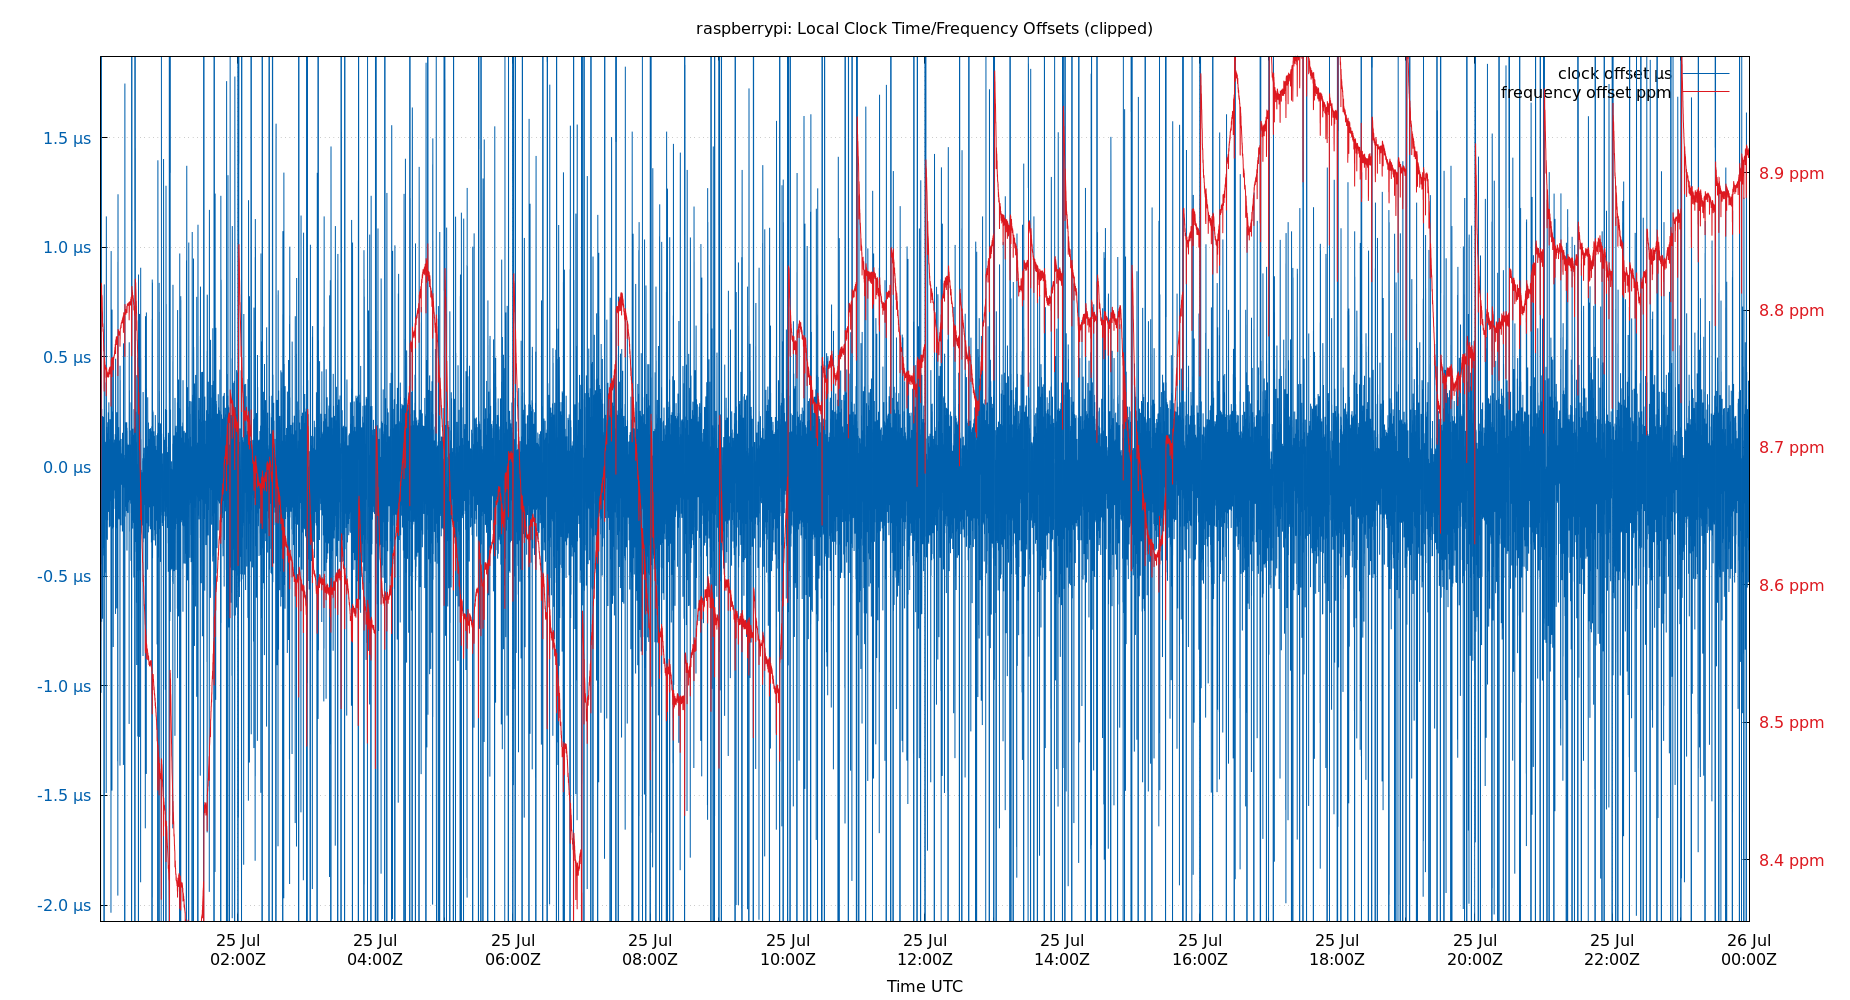 raspberrypi: Local Clock Time/Frequency Offsets (clipped)
clock offset µs
frequency offset ppm
1.5 µs
1.0 µs
0.5 µs
0.0 µs
-0.5 µs
-1.0 µs
-1.5 µs
-2.0 µs
8.9 ppm
8.8 ppm
8.7 ppm
8.6 ppm
8.5 ppm
8.4 ppm
25 Jul 25 Jul 25 Jul 25 Jul 25 Jul 25 Jul 25 Jul 25 Jul 25 Jul 25 Jul 25 Jul 26 Jul
02:00Z 04:00Z 06:00Z 08:00Z 10:00Z 12:00Z 14:00Z 16:00Z 18:00Z 20:00Z 22:00Z 00:00Z
Time UTC